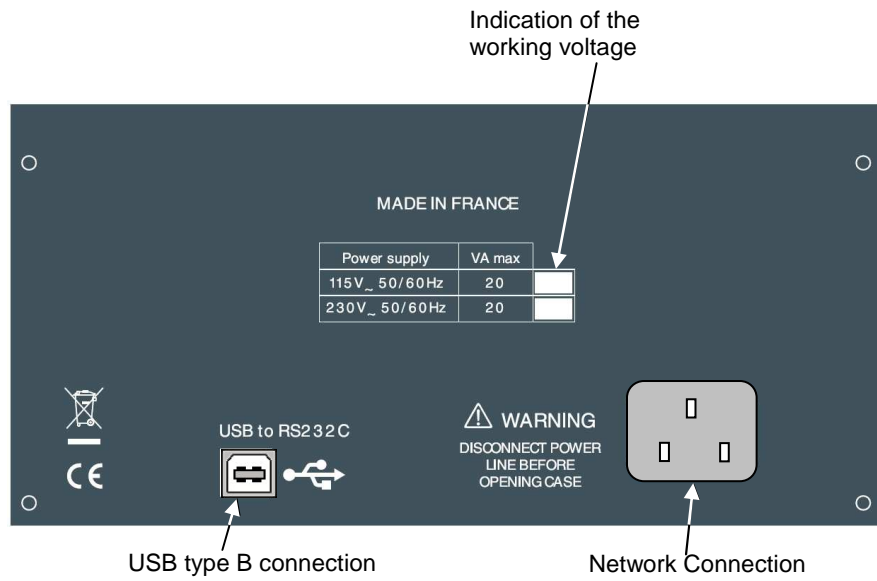 Indication of the
working voltage
MADE IN FRANCE
Power supply VA max
115V~ 50/60Hz 20
230V~ 50/60Hz 20
USB to RS232C
WARNING
DISCONNECT POWER
LINE BEFORE
OPENING CASE
CE
USB type B connection
Network Connection